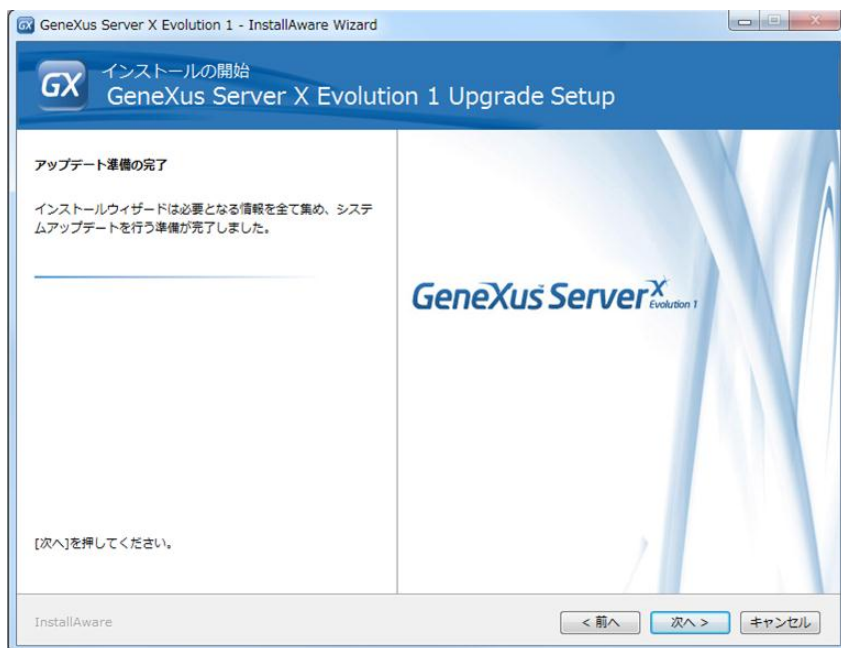 GeneXus Server X Evolution 1 - InstallAware Wizard
GX
インストールの開始
GeneXus Server X Evolution 1 Upgrade Setup
アップデート準備の完了
インストールウィザードは必要となる情報を全て集め、システ
ムアップデートを行う準備が完了しました。
GeneXus Server X
Evolution 1
[次へ]を押してください。
InstallAware
< 前へ
次へ >
キャンセル